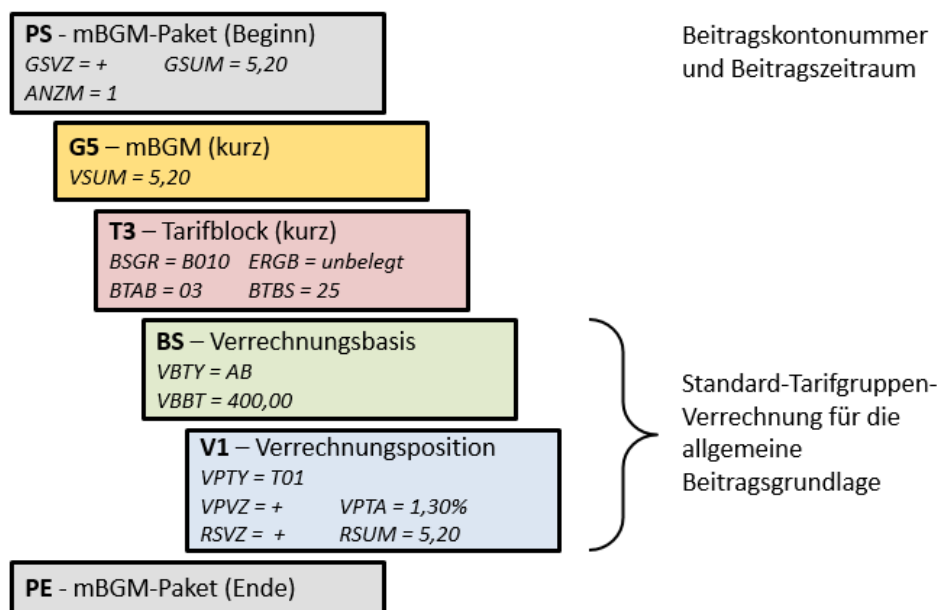 PS - mBGM-Paket (Beginn)
GSVZ = + GSUM = 5,20
ANZM = 1
Beitragskontonummer
und Beitragszeitraum
G5 – mBGM (kurz)
VSUM = 5,20
T3 – Tarifblock (kurz)
BSGR = B010 ERGB = unbelegt
BTAB = 03 BTBS = 25
BS – Verrechnungsbasis
VBTY = AB
VBBT = 400,00
V1 – Verrechnungsposition
VPTY = T01
VPVZ = + VPTA = 1,30%
RSVZ = + RSUM = 5,20
Standard-Tarifgruppen-
Verrechnung für die
allgemeine
Beitragsgrundlage
PE - mBGM-Paket (Ende)